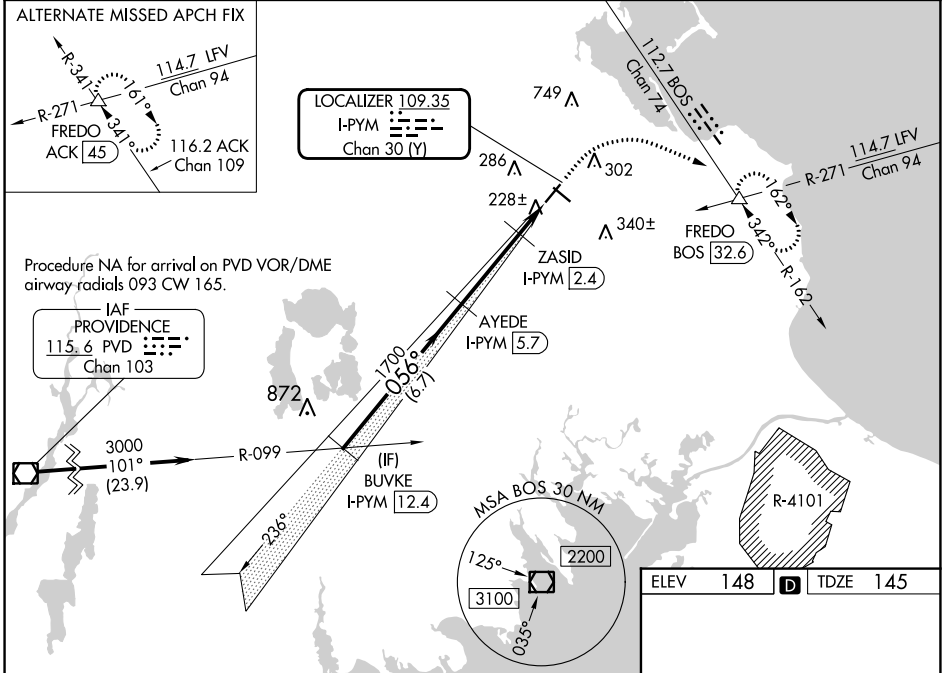 ALTERNATE MISSED APCH FIX
R-341
161°
114.7 LFV
Chan 94
R-271
FREDO
ACK 45
341°
116.2 ACK
Chan 109
LOCALIZER 109.35
I-PYM
Chan 30 (Y)
749
112.7 BOS
Chan 74
286
302
228±
340±
R-271
114.7 LFV
Chan 94
162°
342°
R-162
FREDO
BOS 32.6
ZASID
I-PYM 2.4
AYEDE
I-PYM 5.7
Procedure NA for arrival on PVD VOR/DME
airway radials 093 CW 165.
IAF
PROVIDENCE
115.6 PVD
Chan 103
872
1700
056°
(6.7)
3000
101°
(23.9)
R-099
(IF)
BUVKE
I-PYM 12.4
236°
MSA BOS 30 NM
125°
2200
3100
035°
R-4101
ELEV 148 D TDZE 145